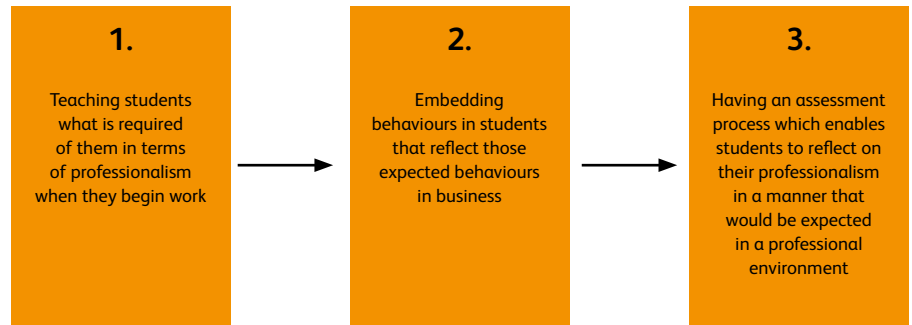 1.
Teaching students
what is required
of them in terms
of professionalism
when they begin work
2.
Embedding
behaviours in students
that reflect those
expected behaviours
in business
3.
Having an assessment
process which enables
students to reflect on
their professionalism
in a manner that
would be expected
in a professional
environment